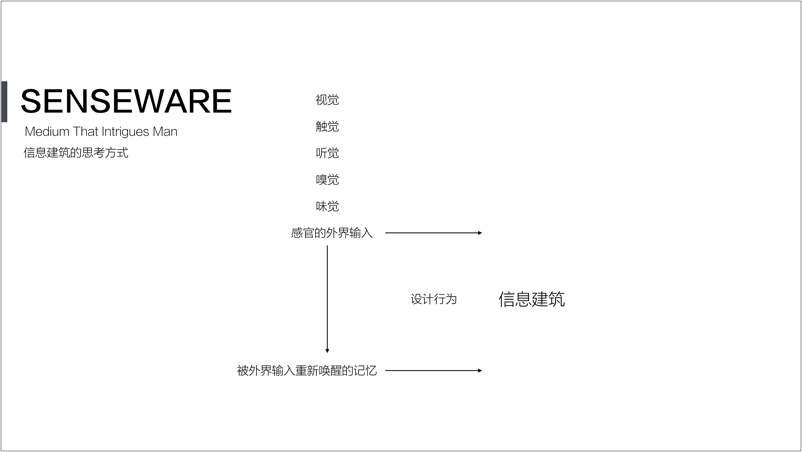 SENSEWARE
Medium That Intrigues Man
信息建筑的思考方式
视觉
触觉
听觉
嗅觉
味觉
感官的外界输入
设计行为
信息建筑
被外界输入重新唤醒的记忆